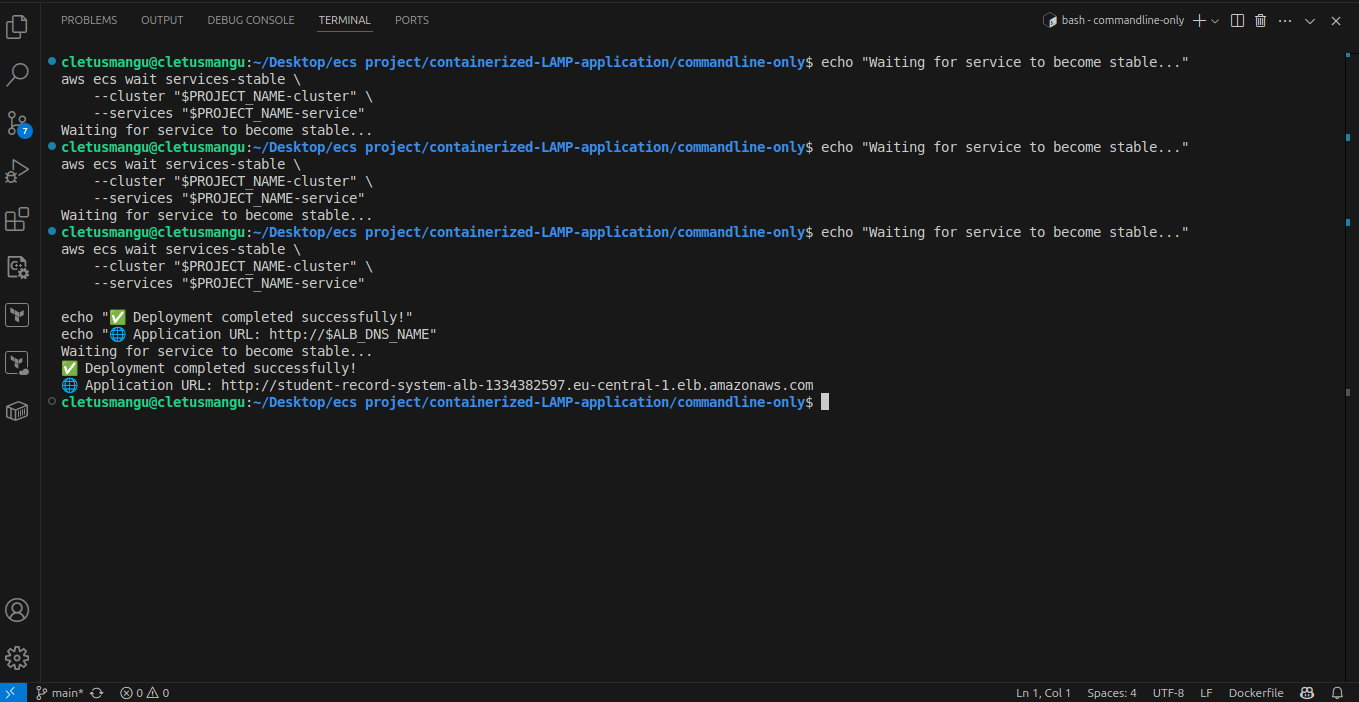 PROBLEMS OUTPUT DEBUG CONSOLE TERMINAL PORTS bash - commandline-only
cletusmangu@cletusmangu:~/Desktop/ecs project/containerized-LAMP-application/commandline-only$ echo "Waiting for service to become stable..."
aws ecs wait services-stable \
    --cluster "$PROJECT_NAME-cluster" \
    --services "$PROJECT_NAME-service"
Waiting for service to become stable...
cletusmangu@cletusmangu:~/Desktop/ecs project/containerized-LAMP-application/commandline-only$ echo "Waiting for service to become stable..."
aws ecs wait services-stable \
    --cluster "$PROJECT_NAME-cluster" \
    --services "$PROJECT_NAME-service"
Waiting for service to become stable...
cletusmangu@cletusmangu:~/Desktop/ecs project/containerized-LAMP-application/commandline-only$ echo "Waiting for service to become stable..."
aws ecs wait services-stable \
    --cluster "$PROJECT_NAME-cluster" \
    --services "$PROJECT_NAME-service"
echo "✅ Deployment completed successfully!"
echo "🌐 Application URL: http://$ALB_DNS_NAME"
Waiting for service to become stable...
✅ Deployment completed successfully!
🌐 Application URL: http://student-record-system-alb-1334382597.eu-central-1.elb.amazonaws.com
cletusmangu@cletusmangu:~/Desktop/ecs project/containerized-LAMP-application/commandline-only$
7
main* 0 0 Ln 1, Col 1 Spaces: 4 UTF-8 LF Dockerfile